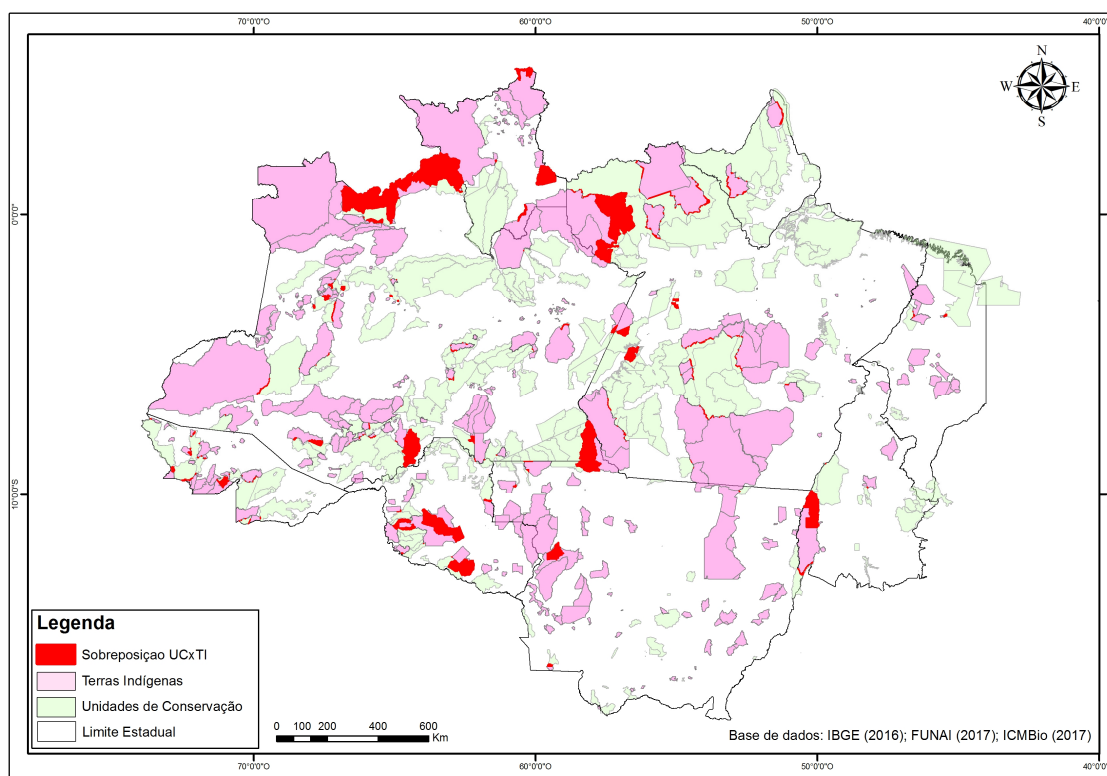 70°0'0"O 60°0'0"O 50°0'0"O 40°0'0"O
N
W E
S
0°0'0"
10°0'0"S
Legenda
Sobreposiçao UCxTI
Terras Indígenas
Unidades de Conservação
Limite Estadual
0 100 200 400 600
Km
Base de dados: IBGE (2016); FUNAI (2017); ICMBio (2017)
70°0'0"O 60°0'0"O 50°0'0"O 40°0'0"O